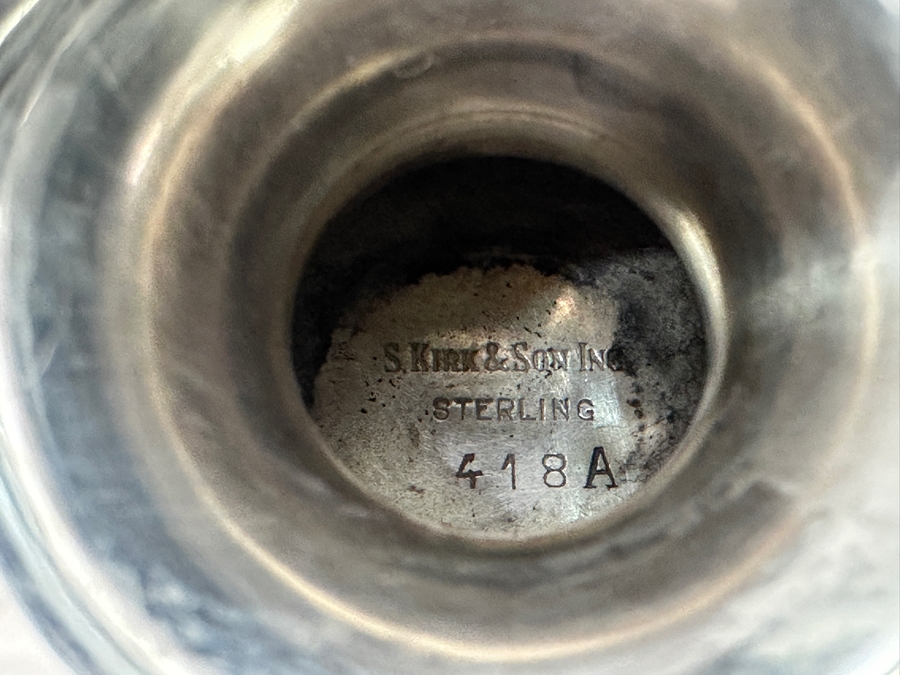 S. KIRK & SON INC.
STERLING
418A